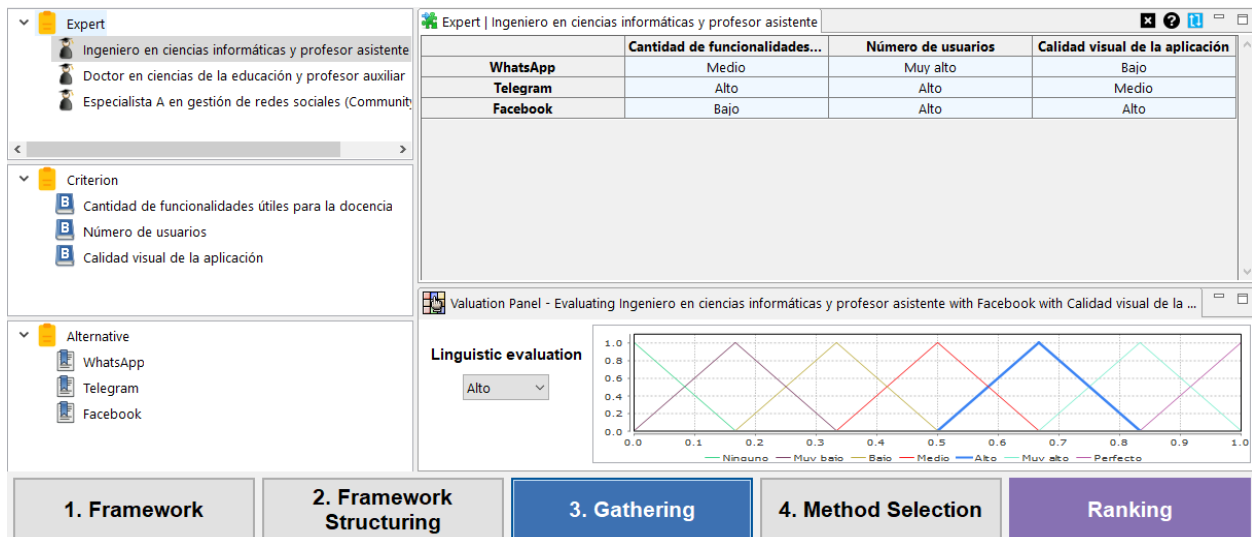 Expert
Ingeniero en ciencias informáticas y profesor asistente
Doctor en ciencias de la educación y profesor auxiliar
Especialista A en gestión de redes sociales (Community
Criterion
Cantidad de funcionalidades útiles para la docencia
Número de usuarios
Calidad visual de la aplicación
Alternative
WhatsApp
Telegram
Facebook
Expert | Ingeniero en ciencias informáticas y profesor asistente
Cantidad de funcionalidades... Número de usuarios Calidad visual de la aplicación
WhatsApp Medio Muy alto Bajo
Telegram Alto Alto Medio
Facebook Bajo Alto Alto
Valuation Panel - Evaluating Ingeniero en ciencias informáticas y profesor asistente with Facebook with Calidad visual de la ...
Linguistic evaluation
Alto
1.0
0.8
0.6
0.4
0.2
0.0
0.0 0.1 0.2 0.3 0.4 0.5 0.6 0.7 0.8 0.9 1.0
Ninguno Muy bajo Bajo Medio Alto Muy alto Perfecto
1. Framework
2. Framework
Structuring
3. Gathering
4. Method Selection
Ranking